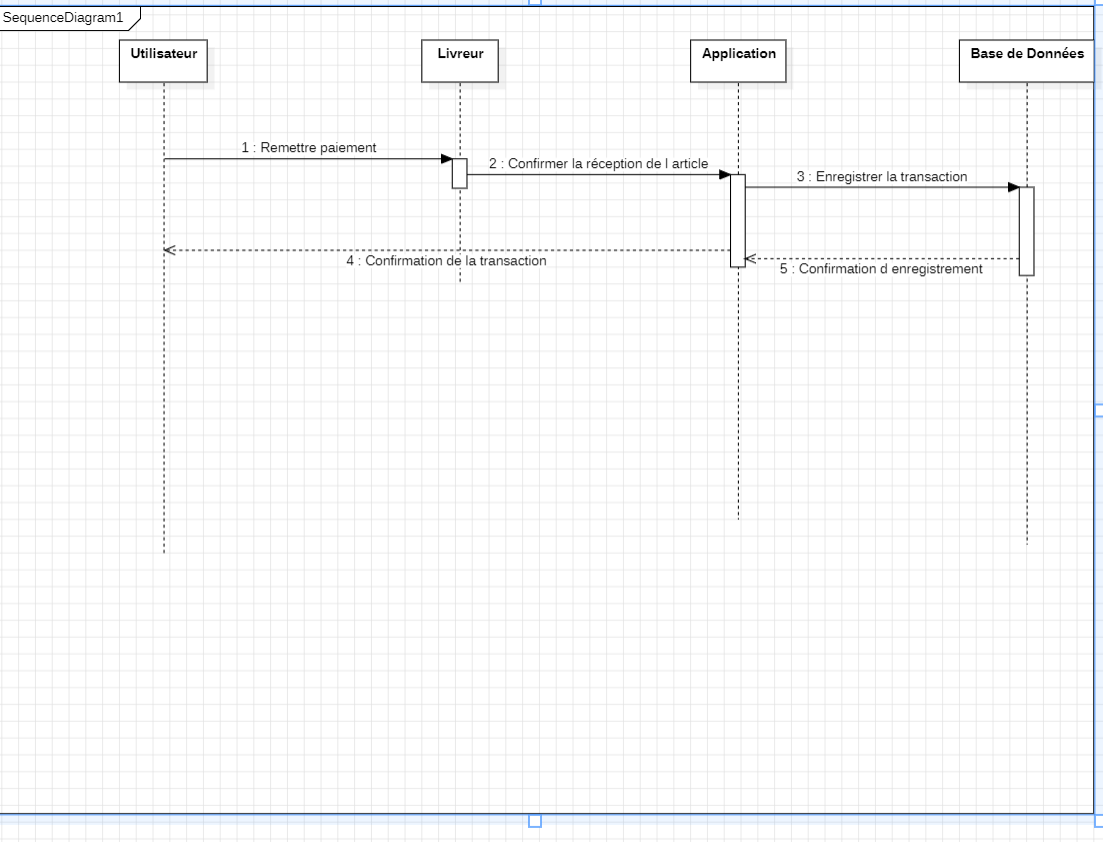 SequenceDiagram1
Utilisateur
Livreur
Application
Base de Données
1 : Remettre paiement
2 : Confirmer la réception de l article
3 : Enregistrer la transaction
4 : Confirmation de la transaction
5 : Confirmation d enregistrement